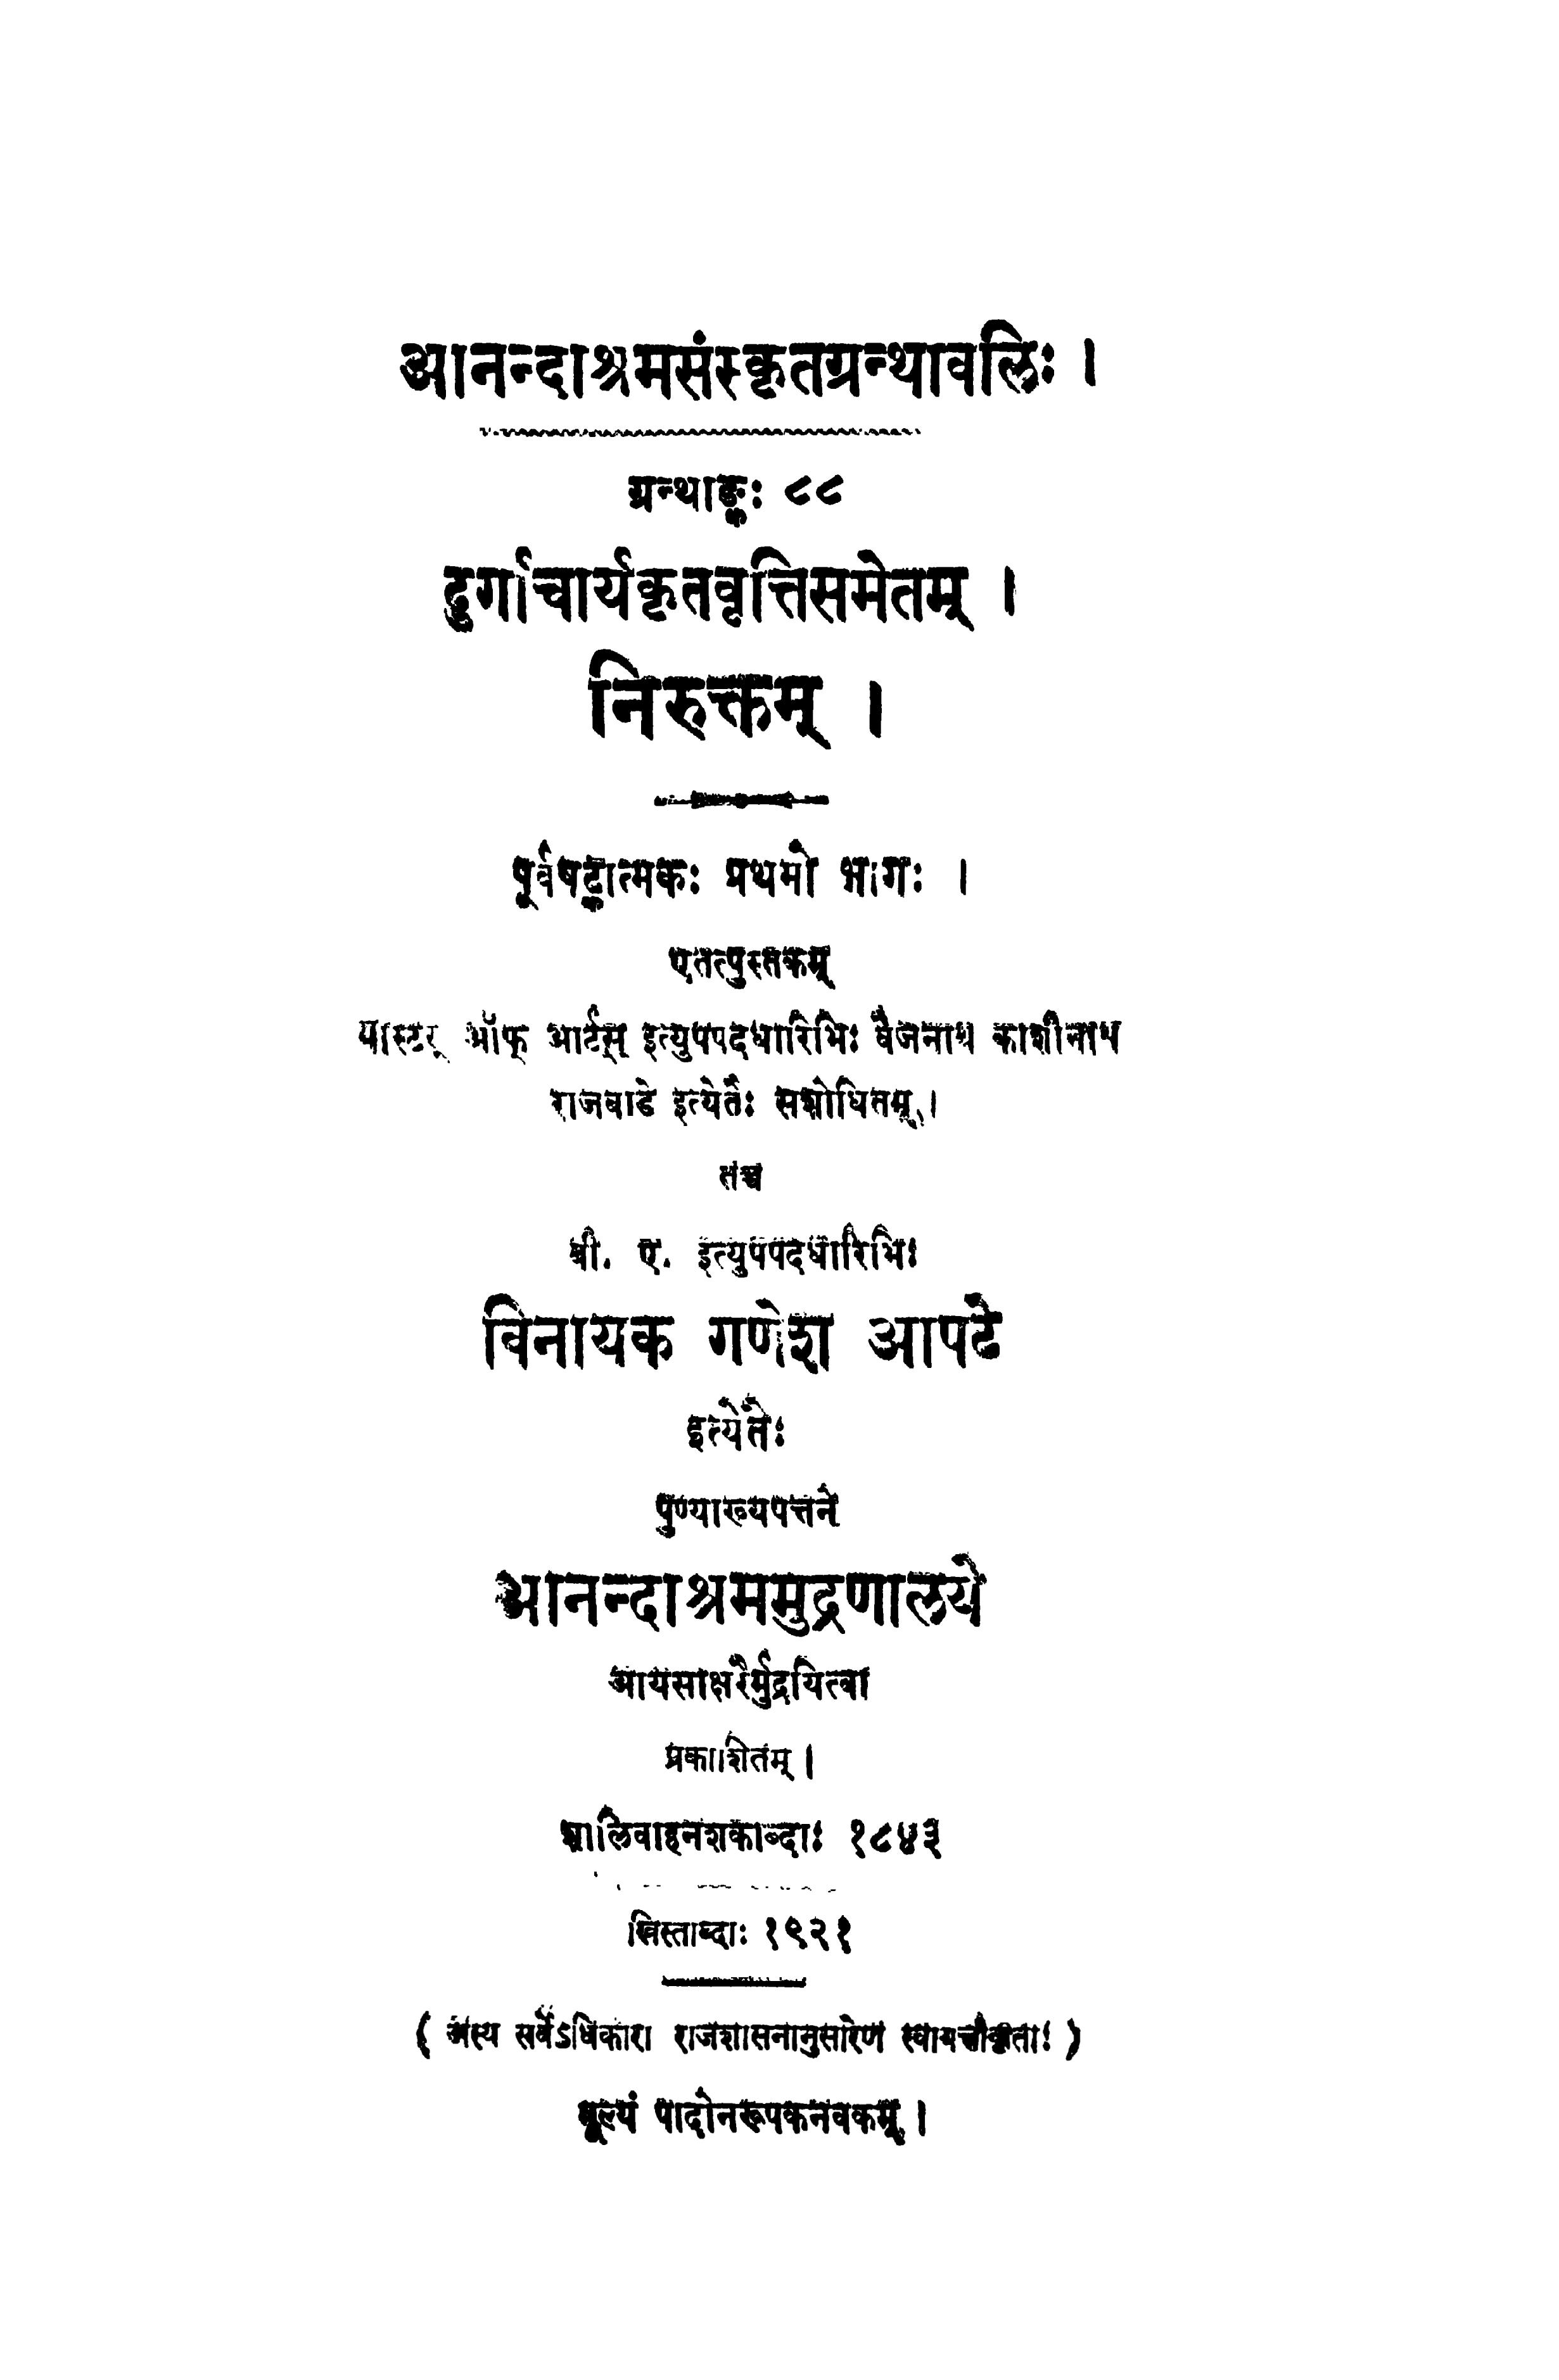 आनन्दाश्रमसंस्कृतग्रन्थावलिः ।
ग्रन्थाङ्कः ८८
दुर्गाचार्यकृतवृत्तिसमेतम् ।
निरुक्तम् ।
पूर्वषट्कात्मकः प्रथमो भागः ।
एतत्पुस्तकम्
मास्टर् ऑफ् आर्टस् इत्युपपदधारिभिः वैजनाथ काशीनाथ
राजवाडे इत्येतैः सशोधितम् ।
तच्च
बी. ए. इत्युपपदधारिभिः
विनायक गणेश आपटे
इत्येतैः
पुण्याख्यपत्तने
आनन्दाश्रममुद्रणालये
आयसाक्षरैर्मुद्रयित्वा
प्रकाशितम् ।
शालिवाहनशकाब्दाः १८४३
ख्रिस्ताब्दाः १९२१
( अस्य सर्वेऽधिकारा राजशासनानुसारेण स्वायत्तीकृताः )
मूल्यं पादोनरूपकनवकम् ।